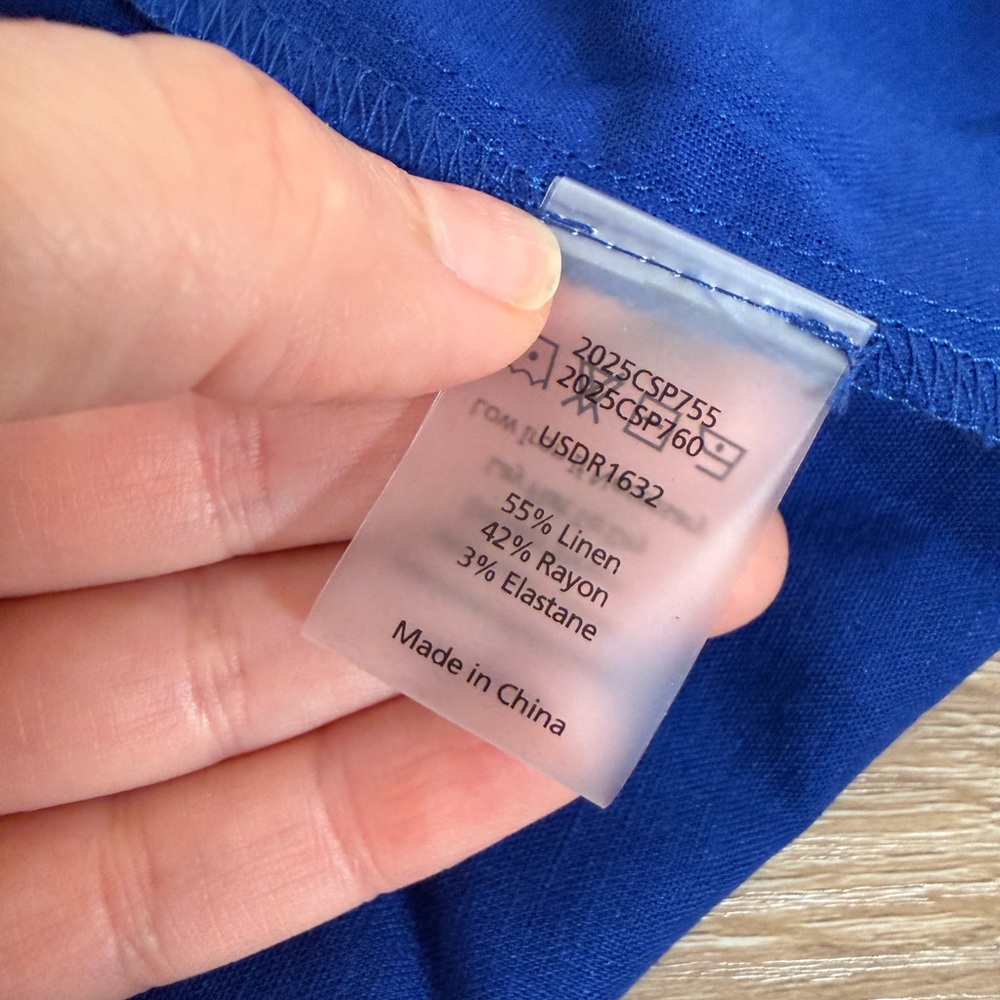 2025CSP755
2025CSP760
USDR1632
55% Linen
42% Rayon
3% Elastane
Made in China